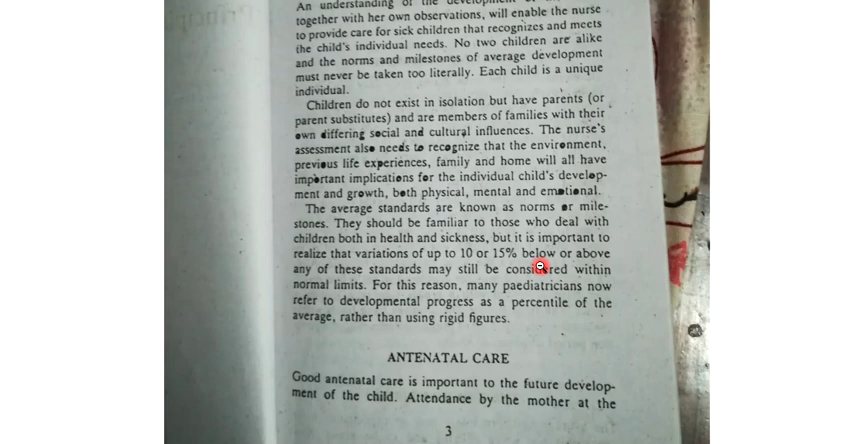 An understanding of the development of
together with her own observations, will enable the nurse
to provide care for sick children that recognizes and meets
the child's individual needs. No two children are alike
and the norms and milestones of average development
must never be taken too literally. Each child is a unique
individual.
Children do not exist in isolation but have parents (or
parent substitutes) and are members of families with their
own differing social and cultural influences. The nurse's
assessment also needs to recognize that the environment,
previous life experiences, family and home will all have
important implications for the individual child's develop-
ment and growth, both physical, mental and emotional.
The average standards are known as norms or mile-
stones. They should be familiar to those who deal with
children both in health and sickness, but it is important to
realize that variations of up to 10 or 15% below or above
any of these standards may still be considered within
normal limits. For this reason, many paediatricians now
refer to developmental progress as a percentile of the
average, rather than using rigid figures.
ANTENATAL CARE
Good antenatal care is important to the future develop-
ment of the child. Attendance by the mother at the
3